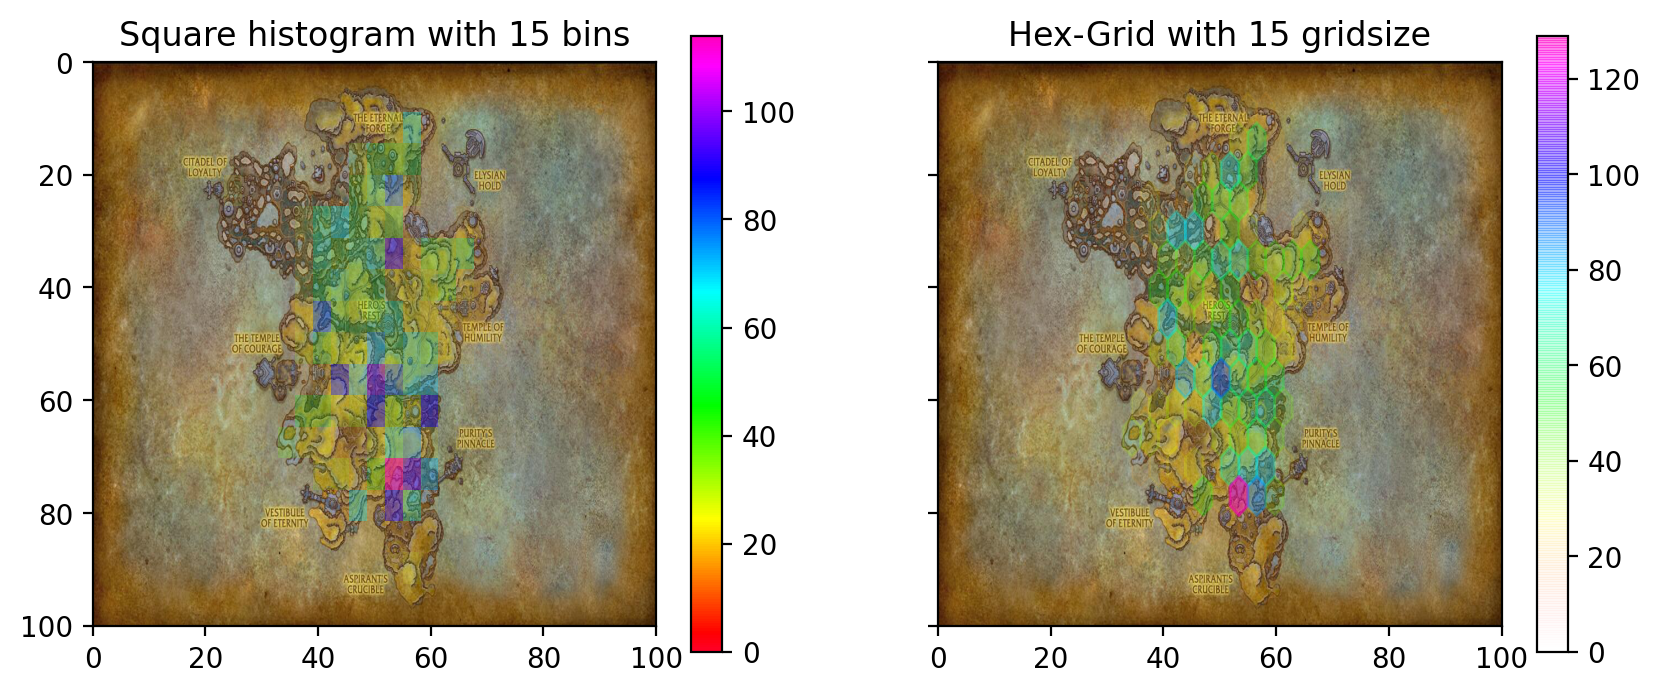 Square histogram with 15 bins
0
20
40
60
80
100
0
20
40
60
80
100
100
80
60
40
20
0
THE ETERNAL
FORGE
CITADEL OF
LOYALTY
ELYSIAN
HOLD
HERO'S
REST
THE TEMPLE
OF COURAGE
TEMPLE OF
HUMILITY
PURITY'S
PINNACLE
VESTIBULE
OF ETERNITY
ASPIRANT'S
CRUCIBLE
Hex-Grid with 15 gridsize
0
20
40
60
80
100
120
100
80
60
40
20
0
THE ETERNAL
FORGE
CITADEL OF
LOYALTY
ELYSIAN
HOLD
HERO'S
REST
THE TEMPLE
OF COURAGE
TEMPLE OF
HUMILITY
PURITY'S
PINNACLE
VESTIBULE
OF ETERNITY
ASPIRANT'S
CRUCIBLE